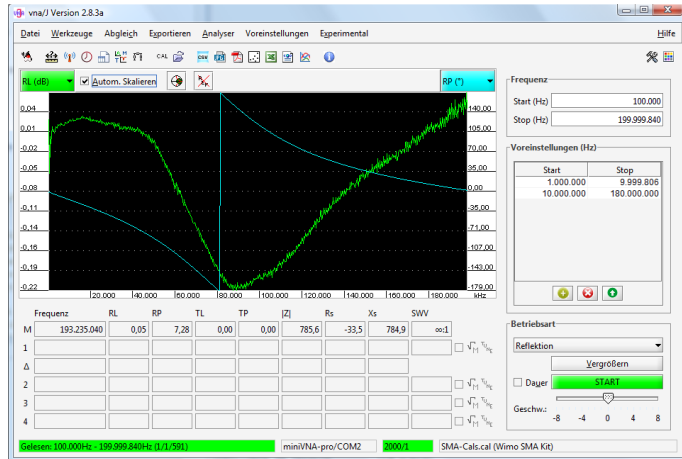 vna/J Version 2.8.3a
Datei Werkzeuge Abgleich Exportieren Analyser Voreinstellungen Experimental Hilfe
CAL
RL (dB) Autom. Skalieren RP (°)
0,04 140,00
0,01 105,00
-0,02 70,00
-0,05 35,00
-0,08 0,00
-0,11 -35,00
-0,14 -71,00
-0,16 -107,00
-0,19 -143,00
-0,22 -179,00
20.000 40.000 60.000 80.000 100.000 120.000 140.000 160.000 180.000 kHz
Frequenz RL RP TL TP |Z| Rs Xs SWV
M 193.235.040 0,05 7,28 0,00 0,00 785,6 -33,5 784,9 ∞:1
1
Δ
2
3
4
Frequenz
Start (Hz) 100.000
Stop (Hz) 199.999.840
Voreinstellungen (Hz)
Start Stop
1.000.000 9.999.806
10.000.000 180.000.000
Betriebsart
Reflektion
Vergrößern
Dauer START
Geschw.:
-8 -4 0 4 8
Gelesen: 100.000Hz - 199.999.840Hz (1/1/591) miniVNA-pro/COM2 2000/1 SMA-Cals.cal (Wimo SMA Kit)